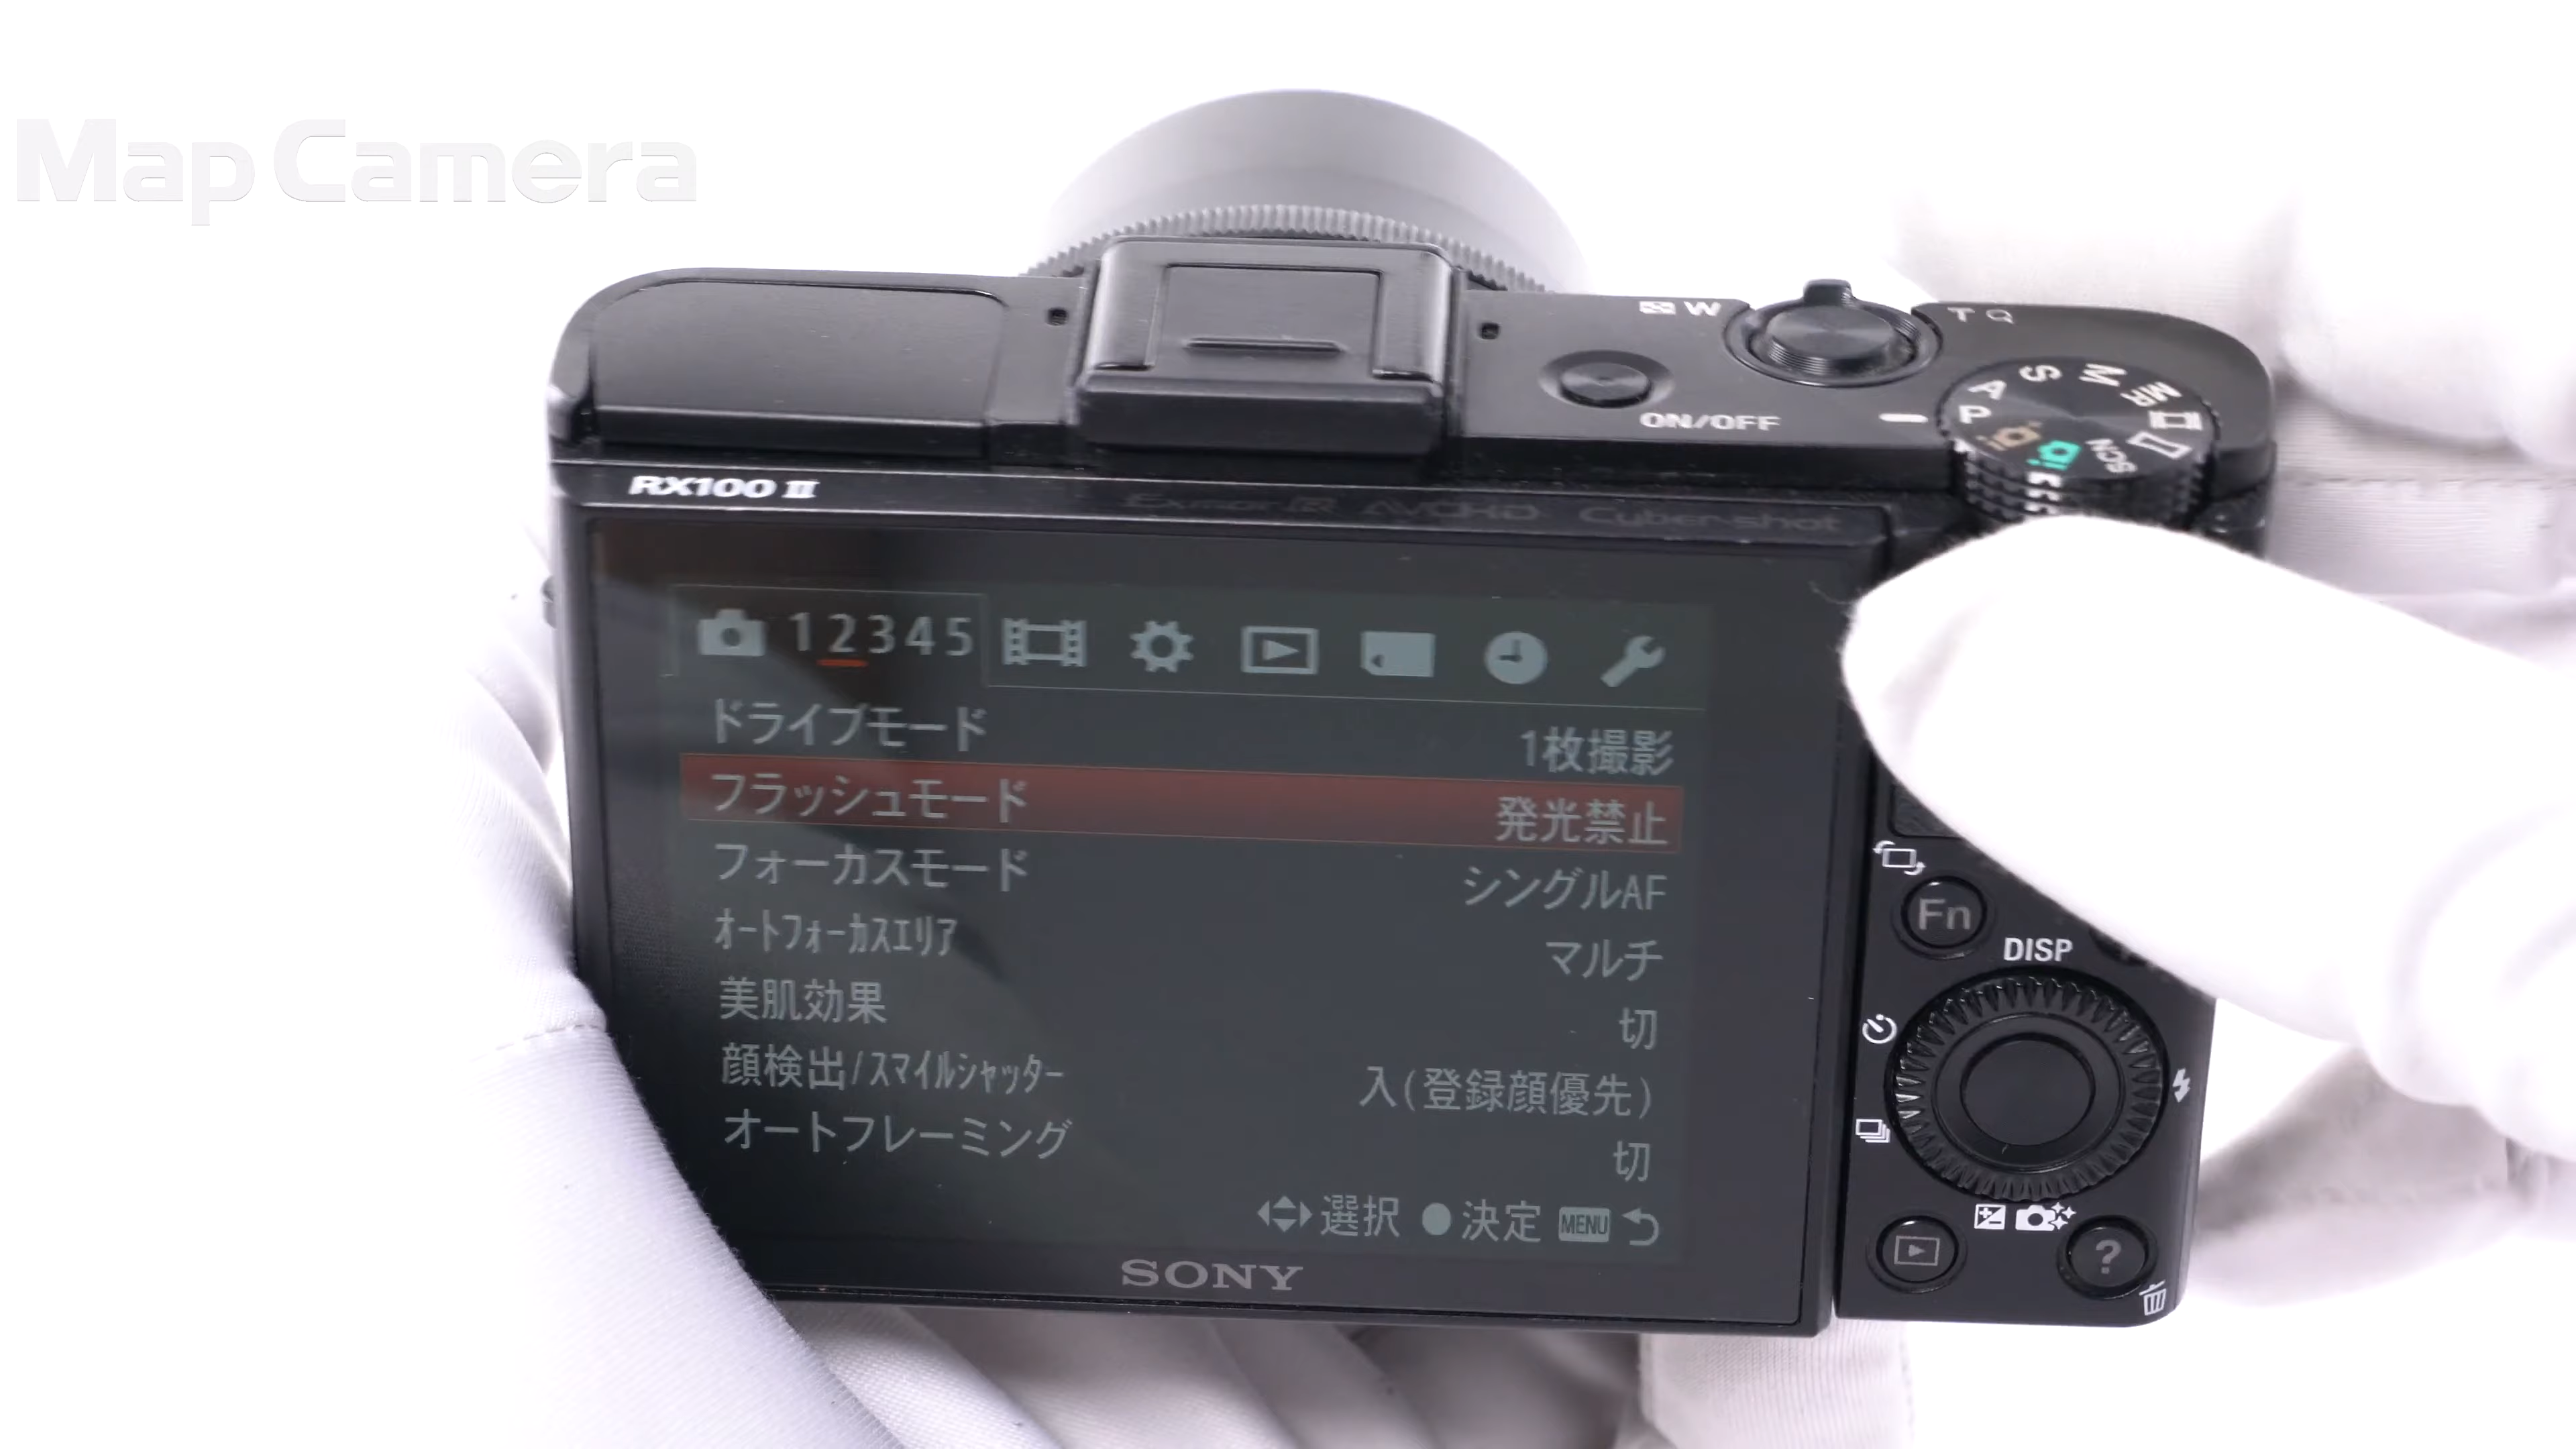 Map Camera
W
T
ON/OFF
P A S M MR SCN
RX100 II
Exmor R AVCHD Cyber-shot
1 2 3 4 5
ドライブモード 1枚撮影
フラッシュモード 発光禁止
フォーカスモード シングルAF
ｵｰﾄﾌｫｰｶｽｴﾘｱ マルチ
美肌効果 切
顔検出/ｽﾏｲﾙｼｬｯﾀｰ 入(登録顔優先)
オートフレーミング 切
選択 ●決定 MENU
SONY
Fn
DISP
?